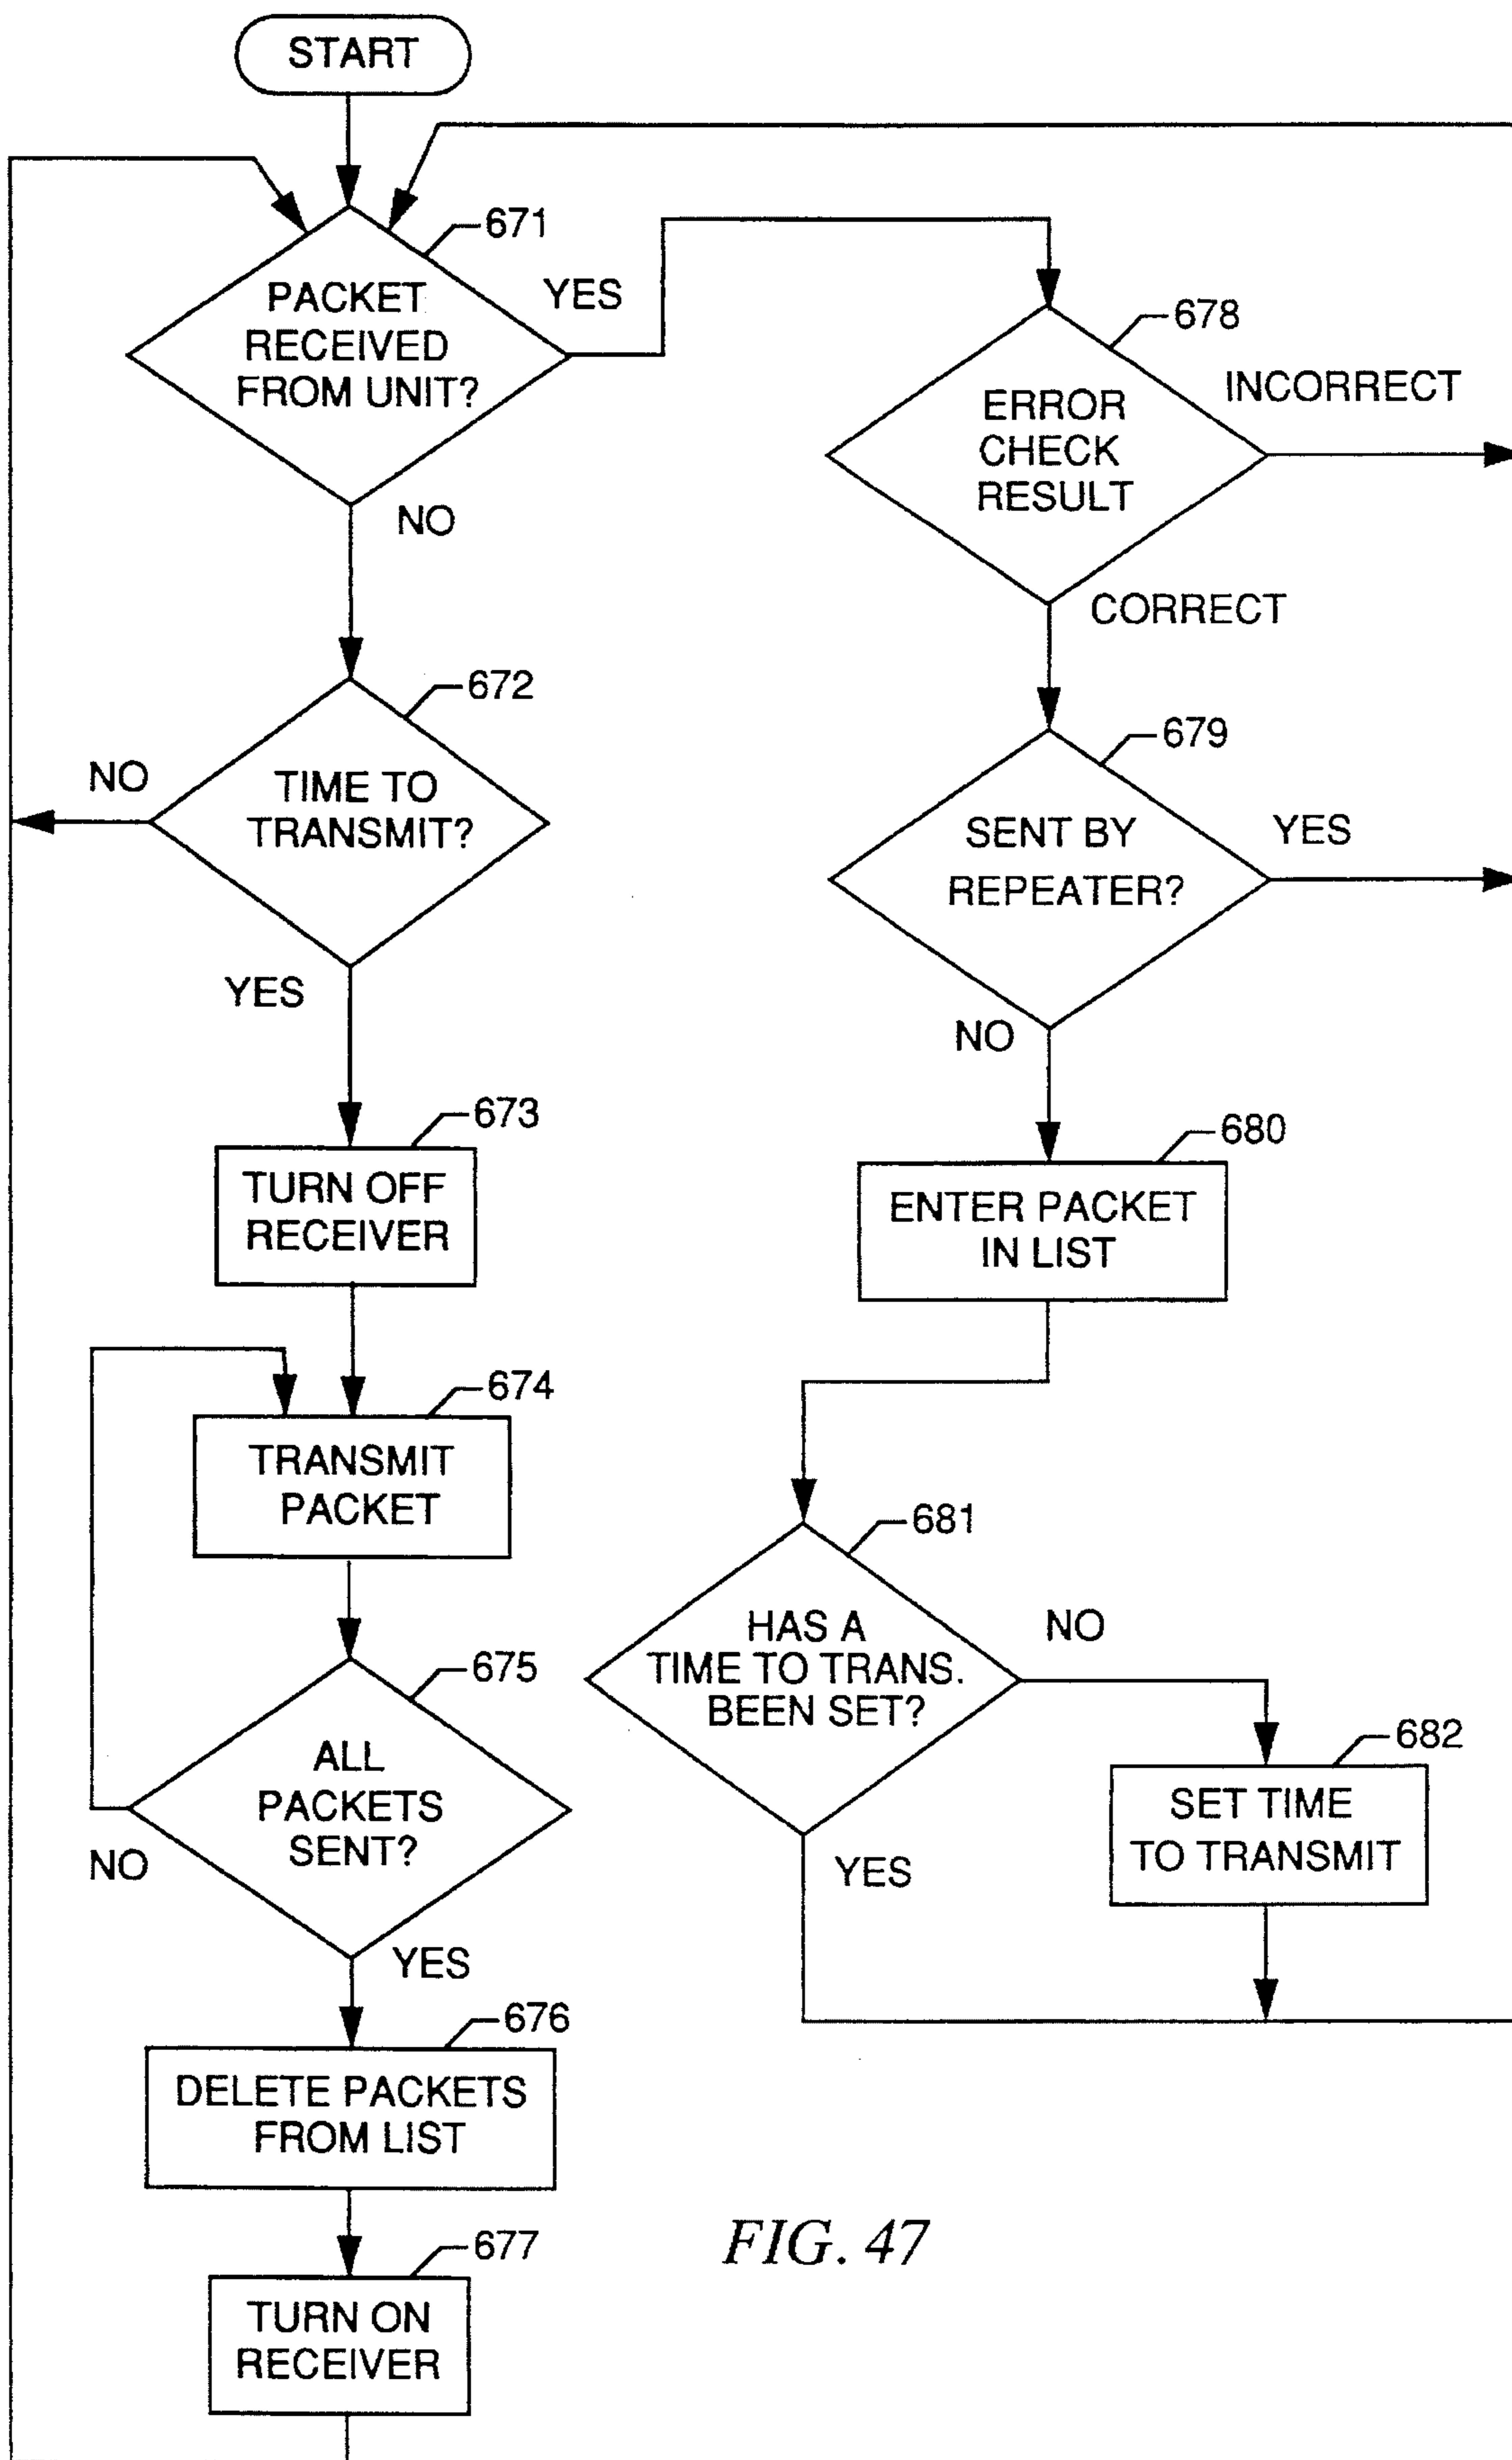 START
671
PACKET
RECEIVED
FROM UNIT?
YES
NO
678
ERROR
CHECK
RESULT
INCORRECT
CORRECT
672
TIME TO
TRANSMIT?
NO
YES
679
SENT BY
REPEATER?
YES
NO
673
TURN OFF
RECEIVER
680
ENTER PACKET
IN LIST
674
TRANSMIT
PACKET
681
HAS A
TIME TO TRANS.
BEEN SET?
NO
YES
675
ALL
PACKETS
SENT?
NO
YES
682
SET TIME
TO TRANSMIT
676
DELETE PACKETS
FROM LIST
677
TURN ON
RECEIVER
FIG. 47